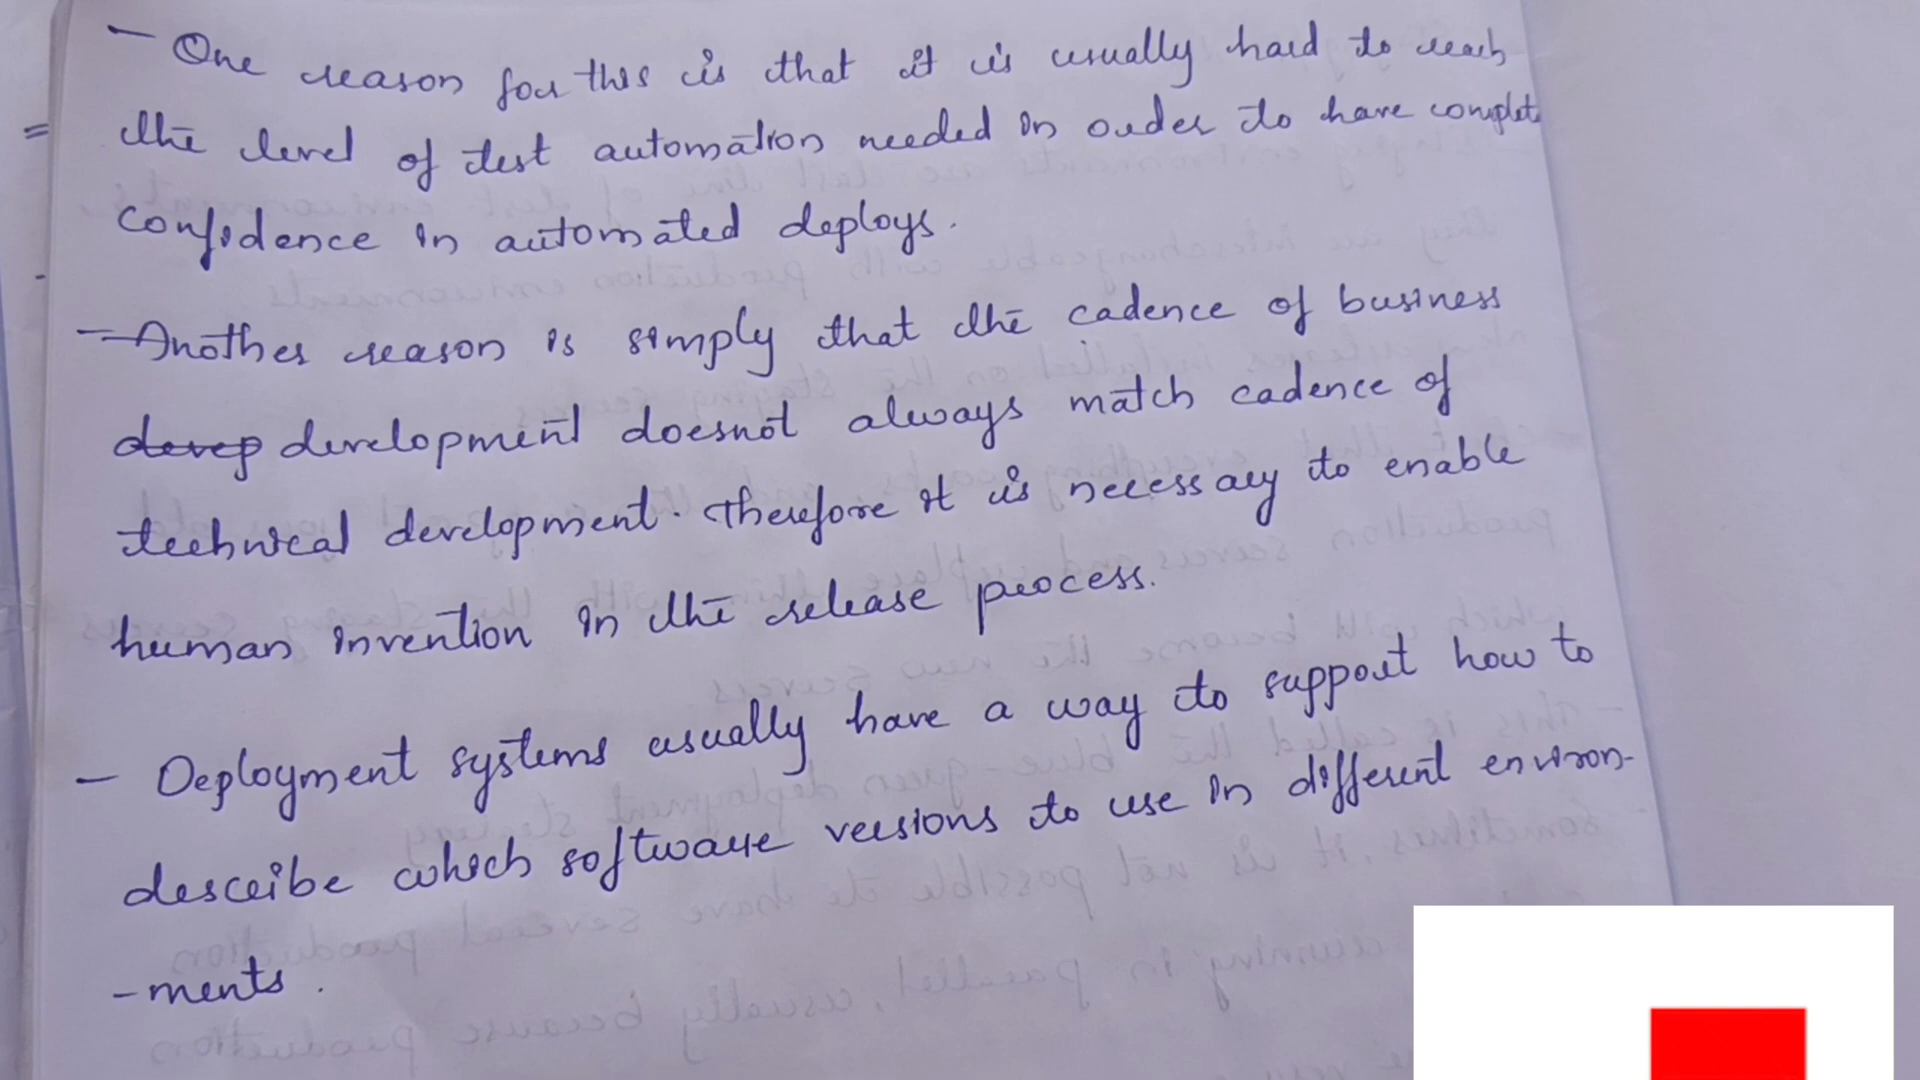 - One reason for this is that it is usually hard to reach
the level of test automation needed in order to have complet
confidence in automated deploys.
- Another reason is simply that the cadence of business
devep development doesnot always match cadence of
technical development. Therefore it is necessary to enable
human invention in the release process.
- Deployment systems usually have a way to support how to
describe which software versions to use in different environ-
-ments.